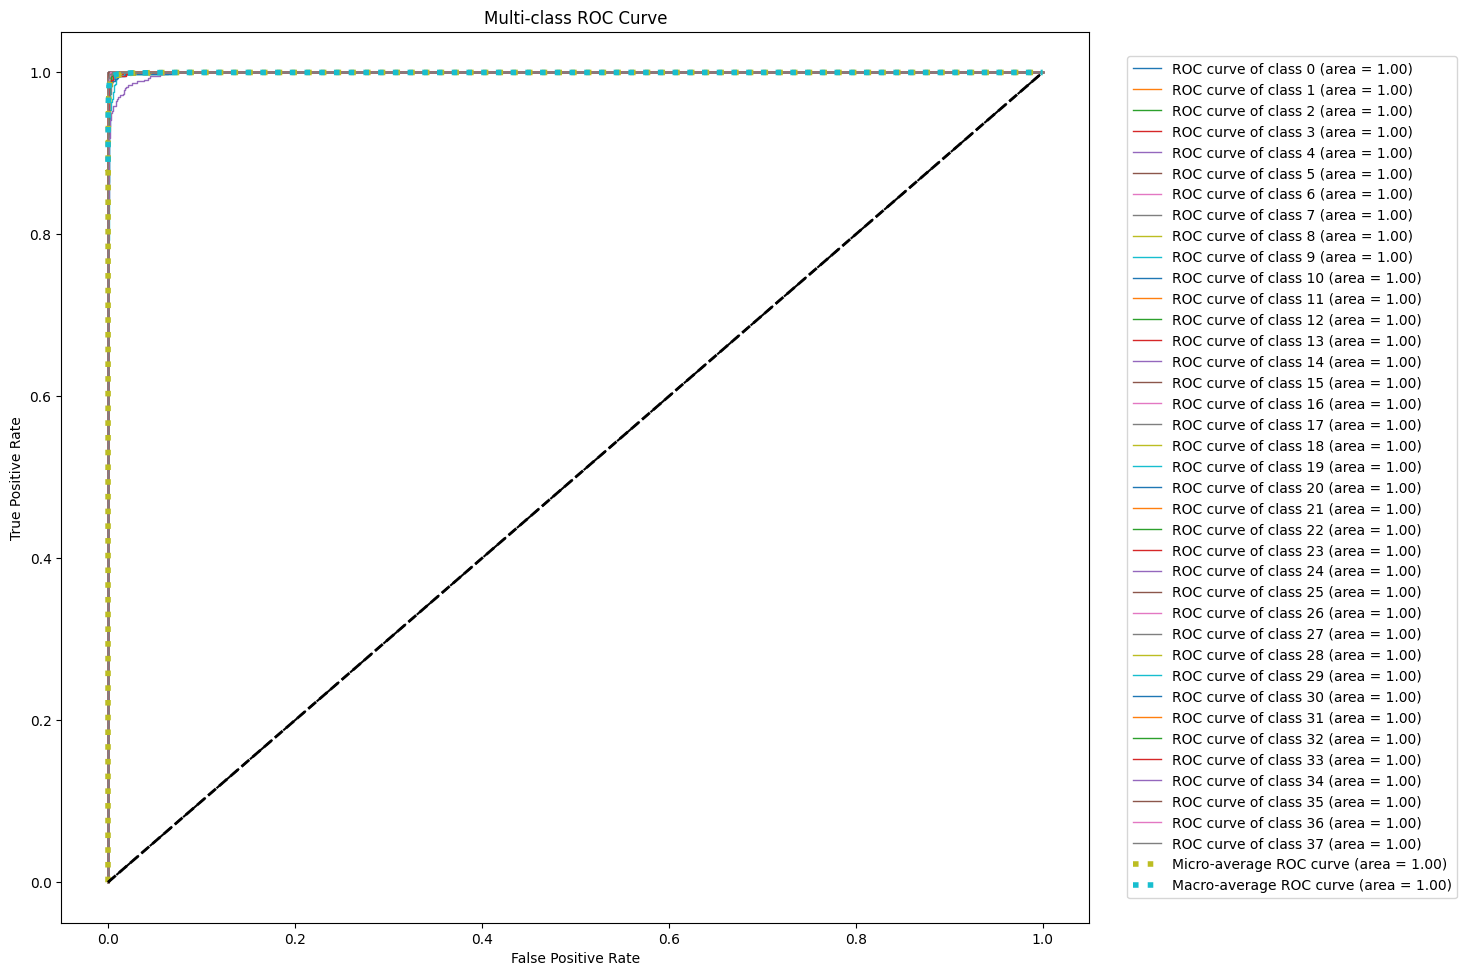 Multi-class ROC Curve
1.0
0.8
0.6
0.4
0.2
0.0
True Positive Rate
0.0 0.2 0.4 0.6 0.8 1.0
False Positive Rate
ROC curve of class 0 (area = 1.00)
ROC curve of class 1 (area = 1.00)
ROC curve of class 2 (area = 1.00)
ROC curve of class 3 (area = 1.00)
ROC curve of class 4 (area = 1.00)
ROC curve of class 5 (area = 1.00)
ROC curve of class 6 (area = 1.00)
ROC curve of class 7 (area = 1.00)
ROC curve of class 8 (area = 1.00)
ROC curve of class 9 (area = 1.00)
ROC curve of class 10 (area = 1.00)
ROC curve of class 11 (area = 1.00)
ROC curve of class 12 (area = 1.00)
ROC curve of class 13 (area = 1.00)
ROC curve of class 14 (area = 1.00)
ROC curve of class 15 (area = 1.00)
ROC curve of class 16 (area = 1.00)
ROC curve of class 17 (area = 1.00)
ROC curve of class 18 (area = 1.00)
ROC curve of class 19 (area = 1.00)
ROC curve of class 20 (area = 1.00)
ROC curve of class 21 (area = 1.00)
ROC curve of class 22 (area = 1.00)
ROC curve of class 23 (area = 1.00)
ROC curve of class 24 (area = 1.00)
ROC curve of class 25 (area = 1.00)
ROC curve of class 26 (area = 1.00)
ROC curve of class 27 (area = 1.00)
ROC curve of class 28 (area = 1.00)
ROC curve of class 29 (area = 1.00)
ROC curve of class 30 (area = 1.00)
ROC curve of class 31 (area = 1.00)
ROC curve of class 32 (area = 1.00)
ROC curve of class 33 (area = 1.00)
ROC curve of class 34 (area = 1.00)
ROC curve of class 35 (area = 1.00)
ROC curve of class 36 (area = 1.00)
ROC curve of class 37 (area = 1.00)
Micro-average ROC curve (area = 1.00)
Macro-average ROC curve (area = 1.00)